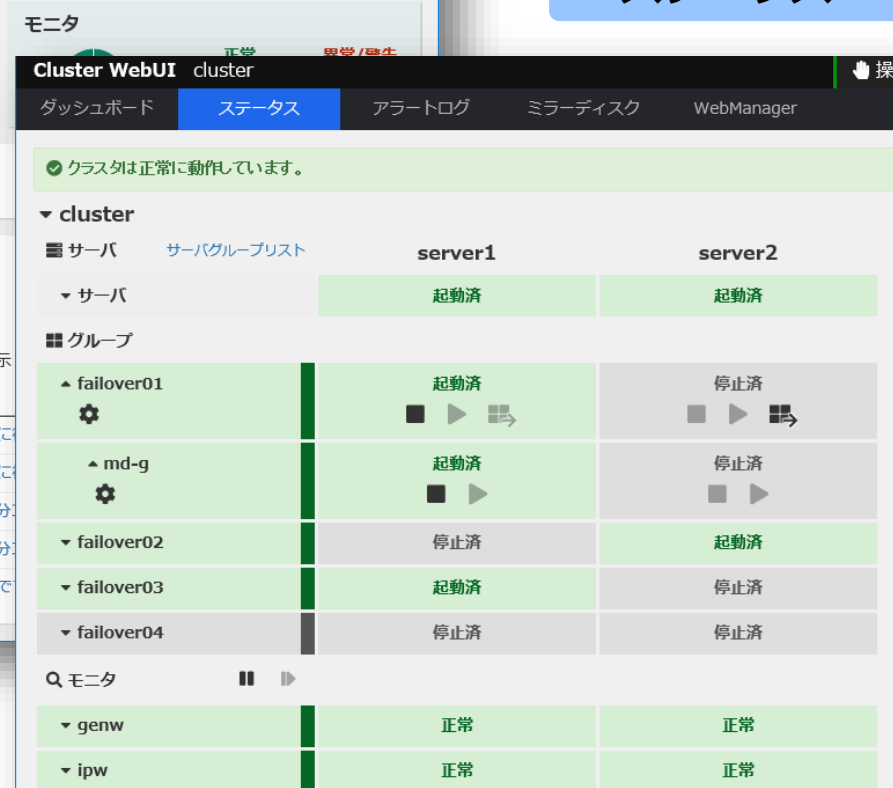 モニタ
正常 異常/警告
Cluster WebUI cluster
操
ダッシュボード ステータス アラートログ ミラーディスク WebManager
クラスタは正常に動作しています。
cluster
サーバ サーバグループリスト server1 server2
サーバ 起動済 起動済
グループ
示
failover01 起動済 停止済
md-g 起動済 停止済
failover02 停止済 起動済
failover03 起動済 停止済
failover04 停止済 停止済
モニタ
genw 正常 正常
ipw 正常 正常